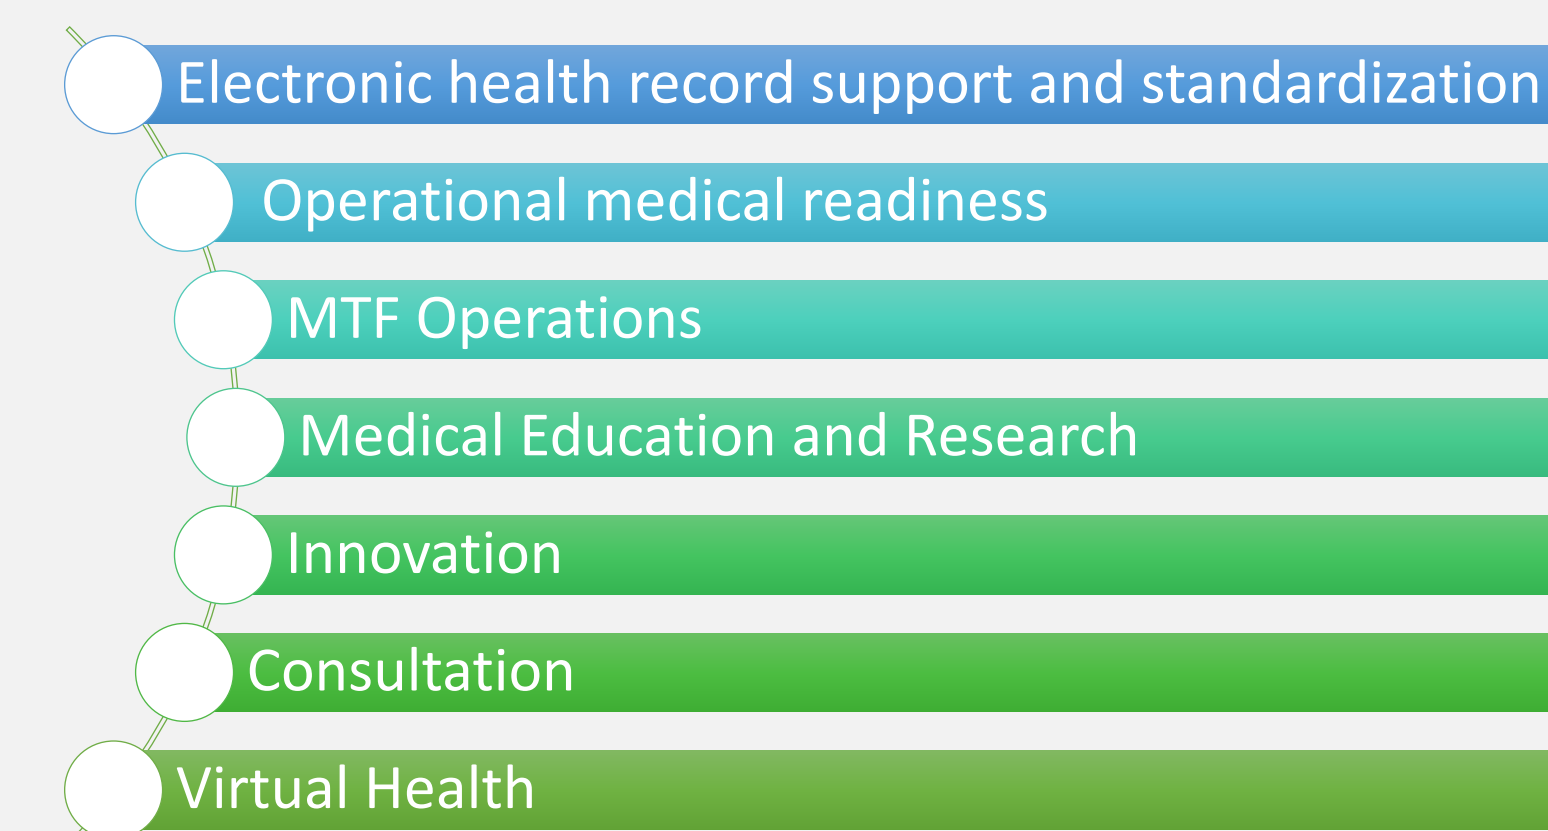 Electronic health record support and standardization
Operational medical readiness
MTF Operations
Medical Education and Research
Innovation
Consultation
Virtual Health